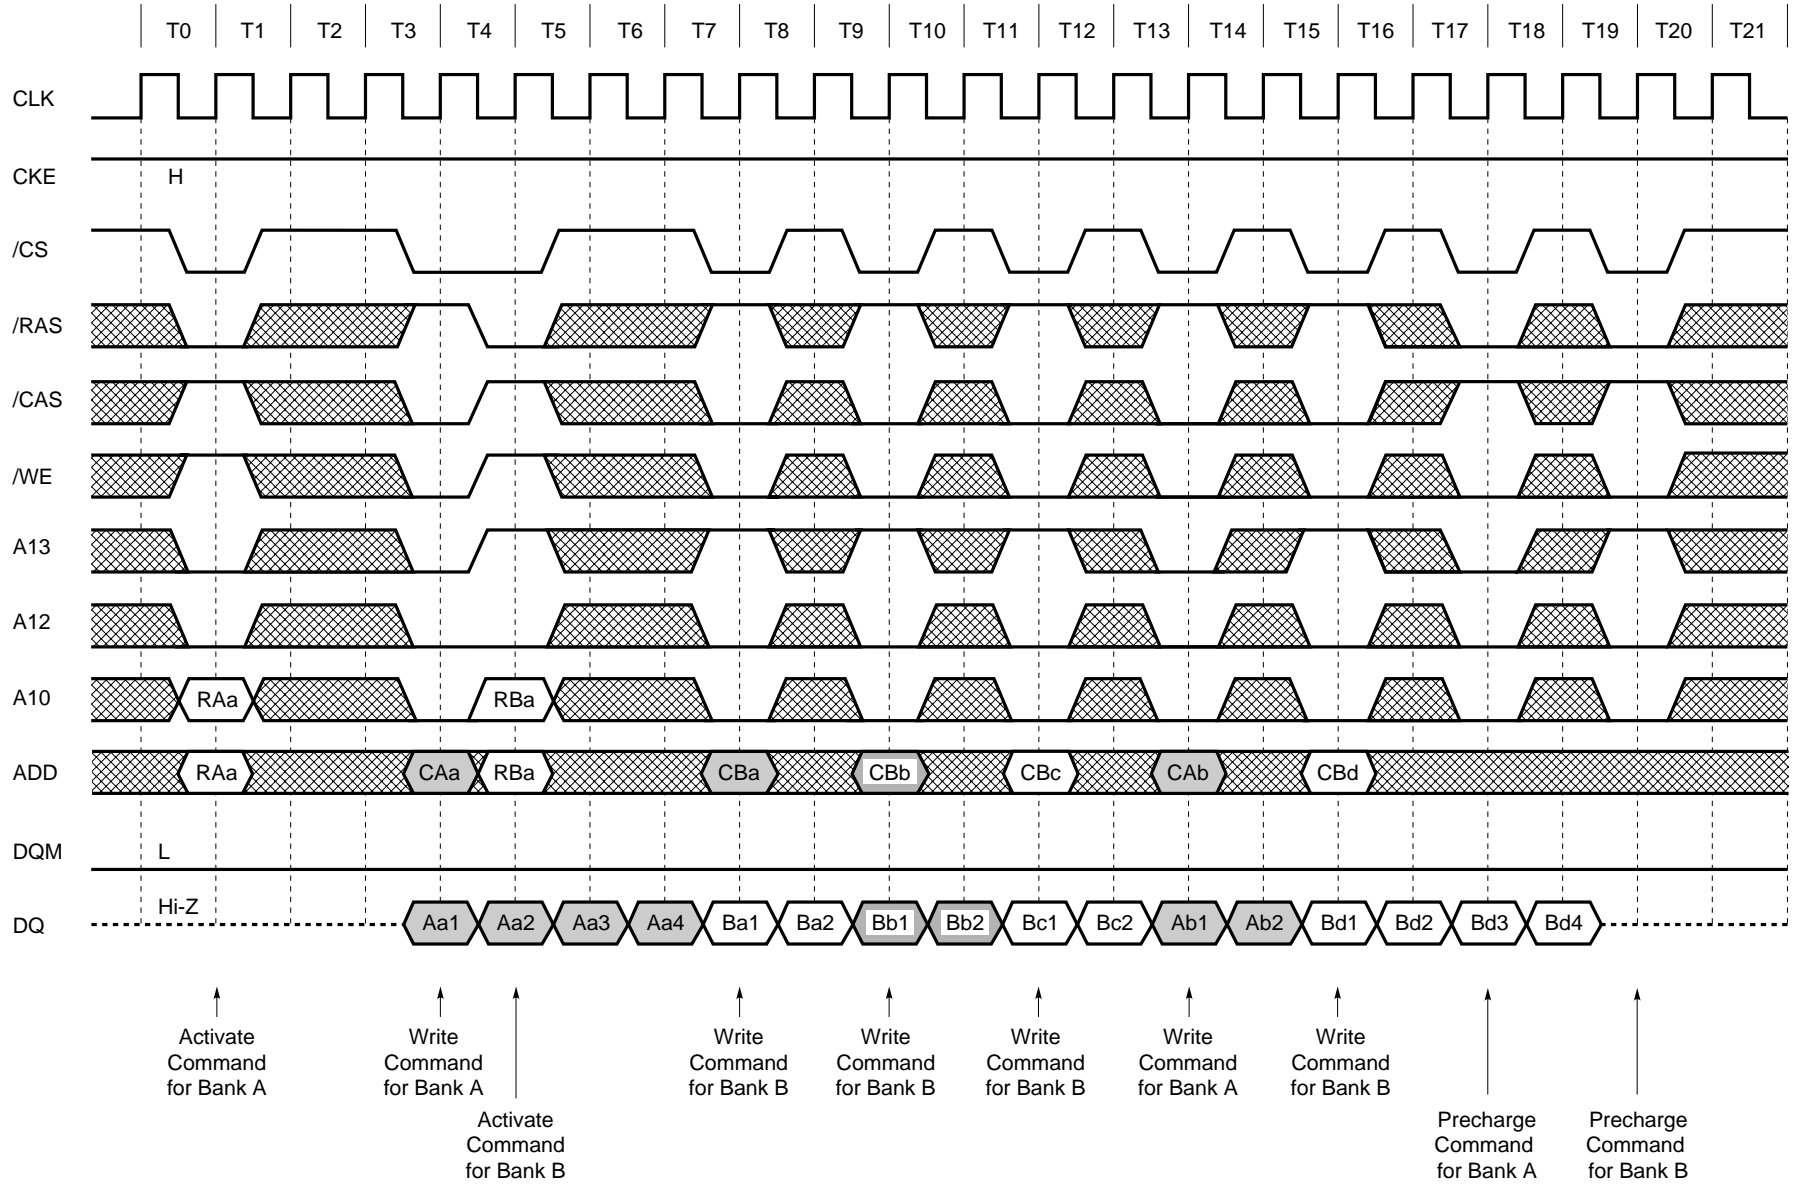 T0 T1 T2 T3 T4 T5 T6 T7 T8 T9 T10 T11 T12 T13 T14 T15 T16 T17 T18 T19 T20 T21
CLK
CKE H
/CS
/RAS
/CAS
/WE
A13
A12
A10 RAa RBa
ADD RAa CAa RBa CBa CBb CBc CAb CBd
DQM L
Hi-Z
DQ Aa1 Aa2 Aa3 Aa4 Ba1 Ba2 Bb1 Bb2 Bc1 Bc2 Ab1 Ab2 Bd1 Bd2 Bd3 Bd4
Activate
Command
for Bank A
Write
Command
for Bank A
Activate
Command
for Bank B
Write
Command
for Bank B
Write
Command
for Bank B
Write
Command
for Bank B
Write
Command
for Bank A
Write
Command
for Bank B
Precharge
Command
for Bank A
Precharge
Command
for Bank B